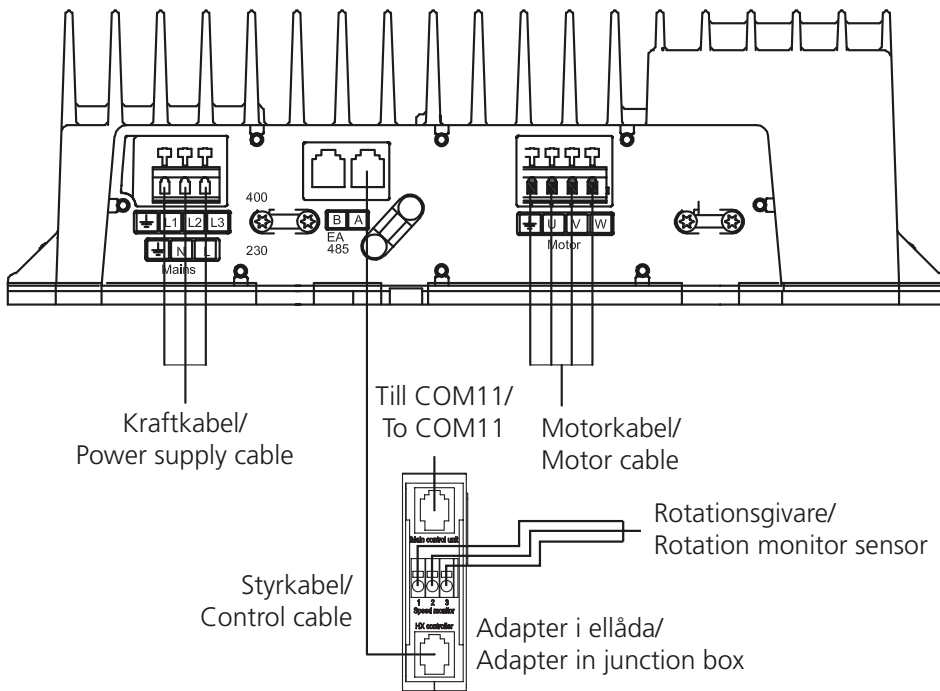 400
L1 L2 L3
B A
EA
485
U V W
Motor
N L
230
Mains
Kraftkabel/
Power supply cable
Till COM11/
To COM11
Motorkabel/
Motor cable
Main control unit
Rotationsgivare/
Rotation monitor sensor
1 2 3
Speed monitor
Styrkabel/
Control cable
HX controller
Adapter i ellåda/
Adapter in junction box